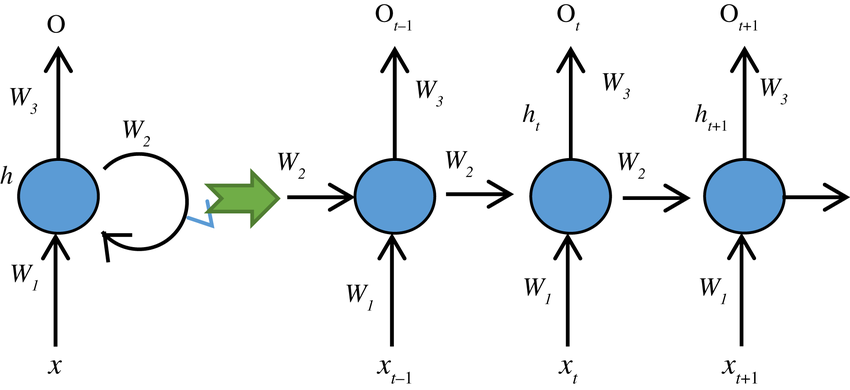 O
O_{t–1}
O_t
O_{t+1}
W_3
W_3
W_3
W_3
h_t
h_{t+1}
W_2
h
W_2
W_2
W_2
W_1
W_1
W_1
W_1
x
x_{t–1}
x_t
x_{t+1}